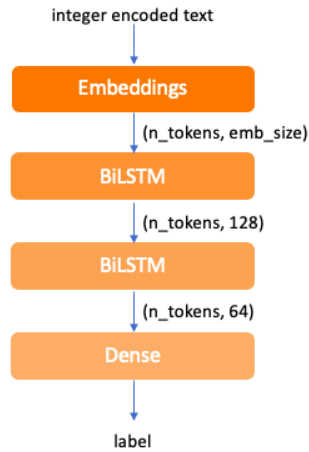 integer encoded text
Embeddings
(n_tokens, emb_size)
BiLSTM
(n_tokens, 128)
BiLSTM
(n_tokens, 64)
Dense
label